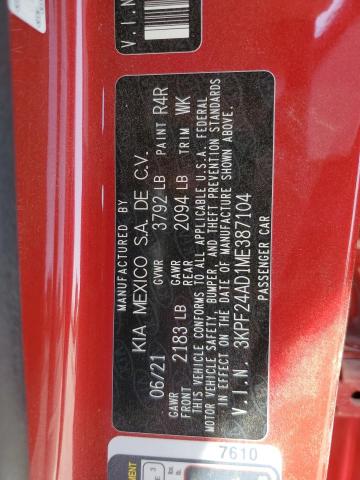 V.I.N
MANUFACTURED BY
KIA MEXICO S.A. DE C.V.
06/21 GVWR 3792 LB PAINT R4R
GAWR FRONT 2183 LB GAWR REAR 2094 LB TRIM WK
THIS VEHICLE CONFORMS TO ALL APPLICABLE U.S.A. FEDERAL
MOTOR VEHICLE SAFETY, BUMPER, AND THEFT PREVENTION STANDARDS
IN EFFECT ON THE DATE OF MANUFACTURE SHOWN ABOVE.
V.I.N. 3KPF24AD1ME387104
PASSENGER CAR
7610